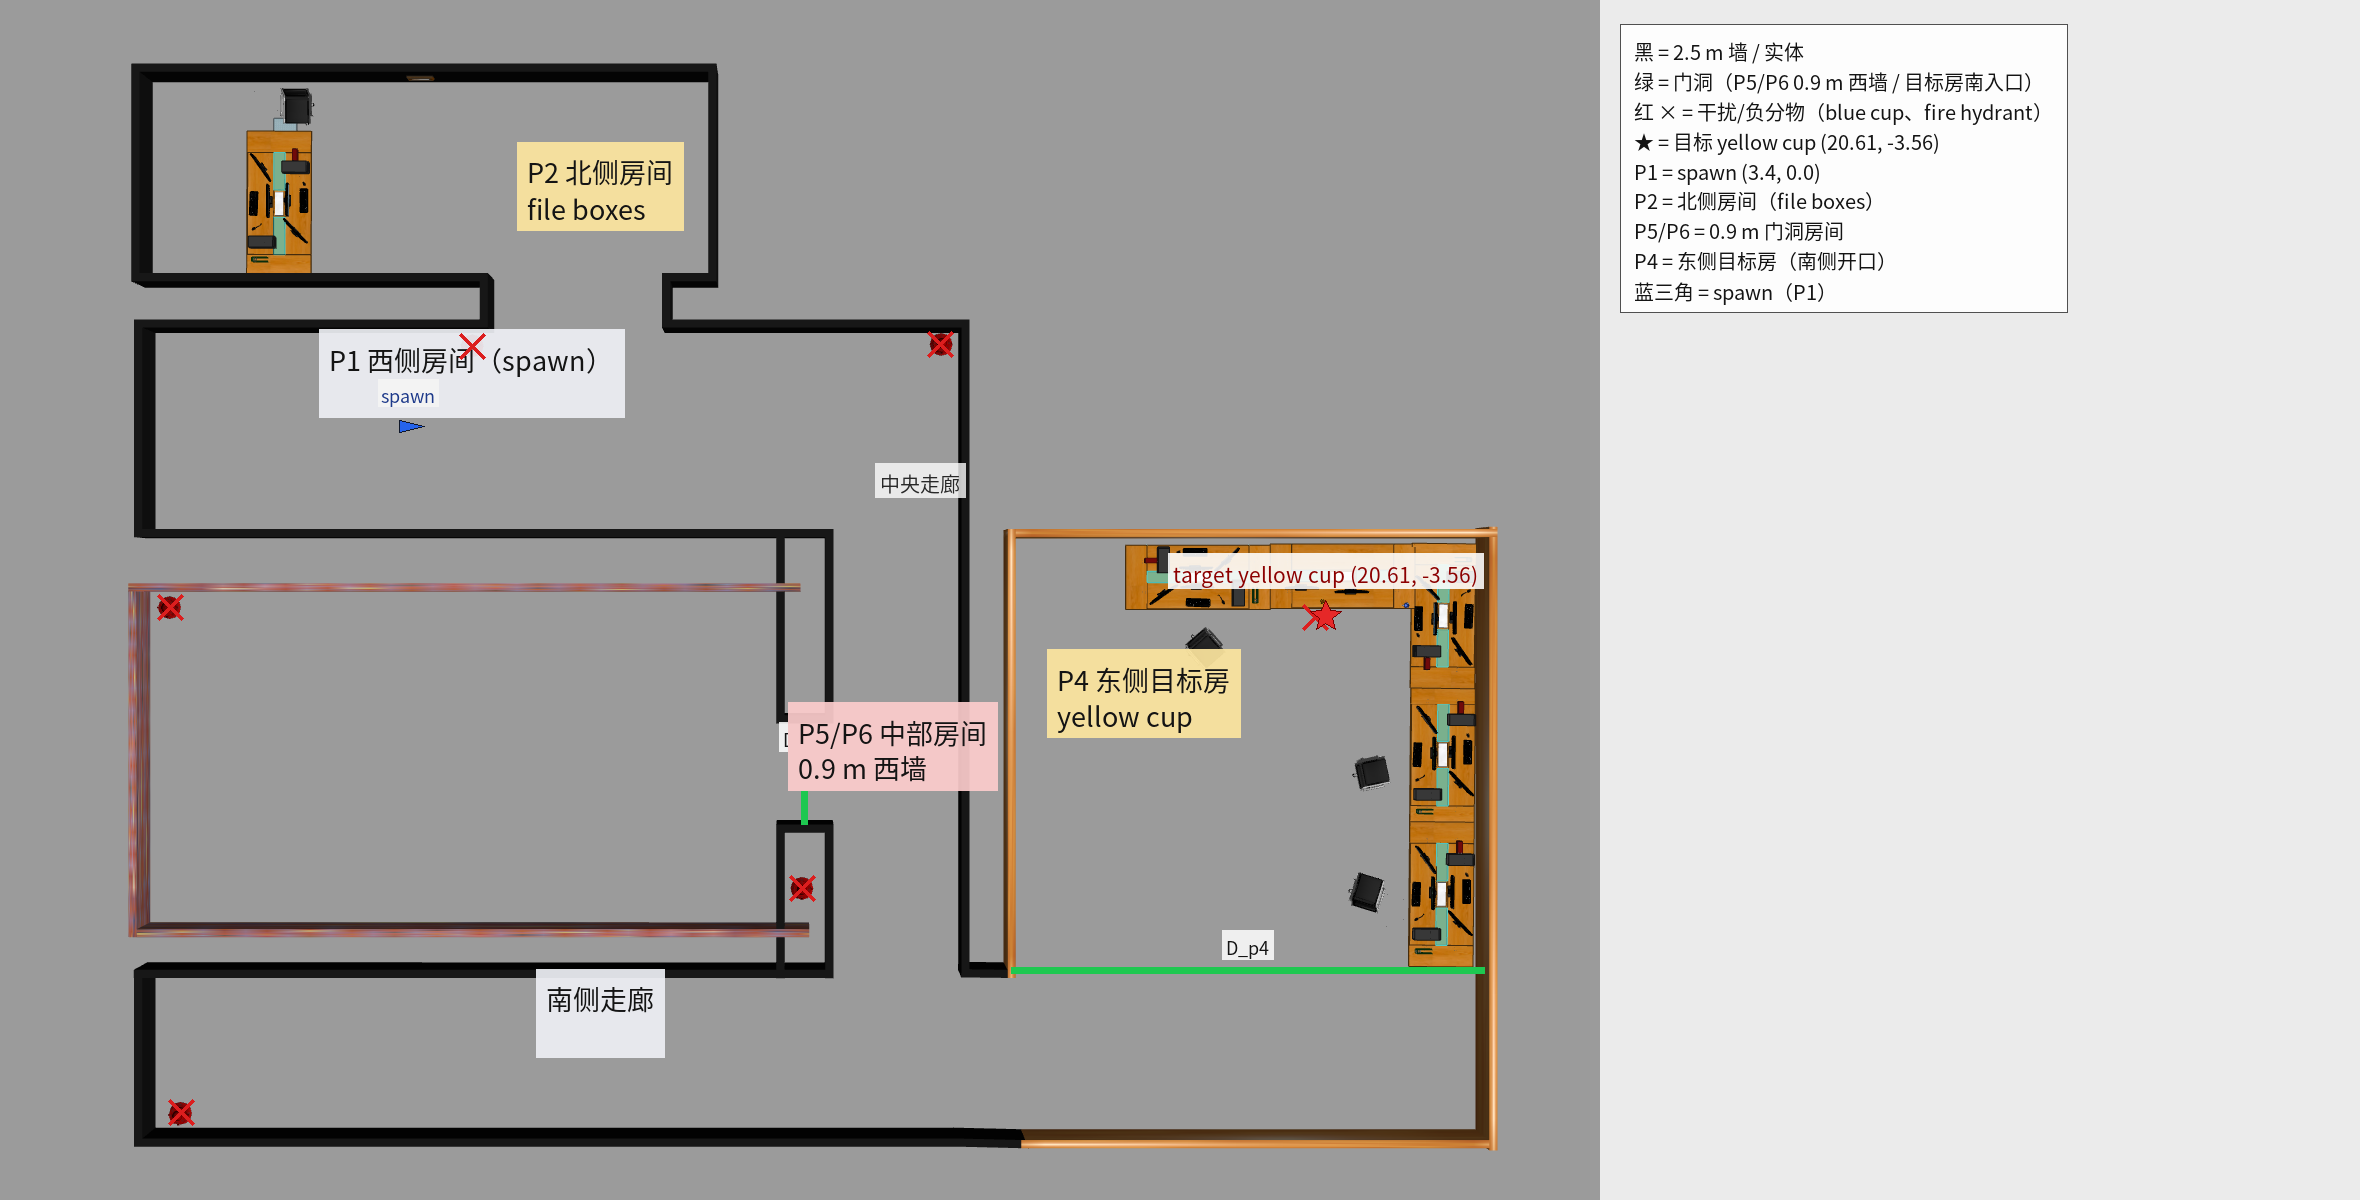 P2 北侧房间
file boxes
P1 西侧房间（spawn）
spawn
中央走廊
target yellow cup (20.61, -3.56)
P4 东侧目标房
yellow cup
P5/P6 中部房间
0.9 m 西墙
D_p4
南侧走廊
黑 = 2.5 m 墙 / 实体
绿 = 门洞（P5/P6 0.9 m 西墙 / 目标房南入口）
红 × = 干扰/负分物（blue cup、fire hydrant）
★ = 目标 yellow cup (20.61, -3.56)
P1 = spawn (3.4, 0.0)
P2 = 北侧房间（file boxes）
P5/P6 = 0.9 m 门洞房间
P4 = 东侧目标房（南侧开口）
蓝三角 = spawn（P1）